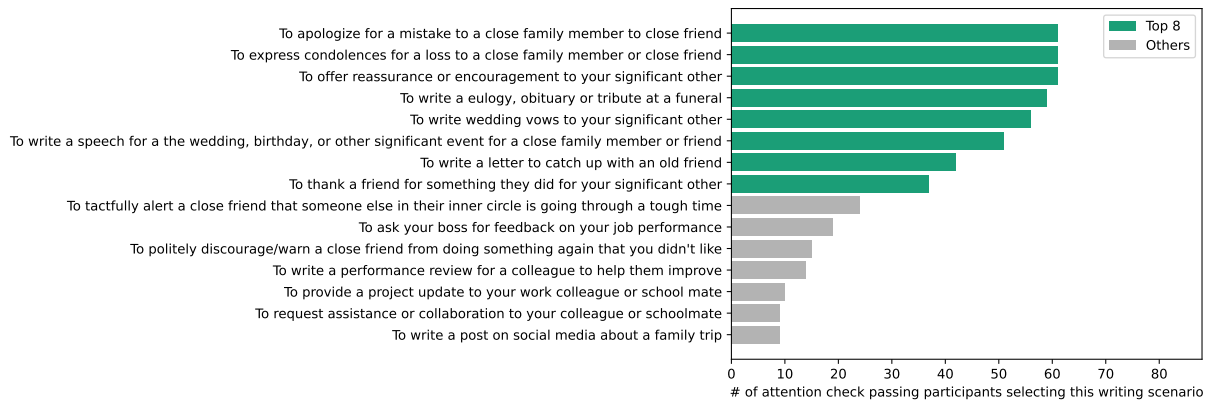 To apologize for a mistake to a close family member to close friend
To express condolences for a loss to a close family member or close friend
To offer reassurance or encouragement to your significant other
To write a eulogy, obituary or tribute at a funeral
To write wedding vows to your significant other
To write a speech for a the wedding, birthday, or other significant event for a close family member or friend
To write a letter to catch up with an old friend
To thank a friend for something they did for your significant other
To tactfully alert a close friend that someone else in their inner circle is going through a tough time
To ask your boss for feedback on your job performance
To politely discourage/warn a close friend from doing something again that you didn't like
To write a performance review for a colleague to help them improve
To provide a project update to your work colleague or school mate
To request assistance or collaboration to your colleague or schoolmate
To write a post on social media about a family trip
Top 8
Others
0 10 20 30 40 50 60 70 80
# of attention check passing participants selecting this writing scenario